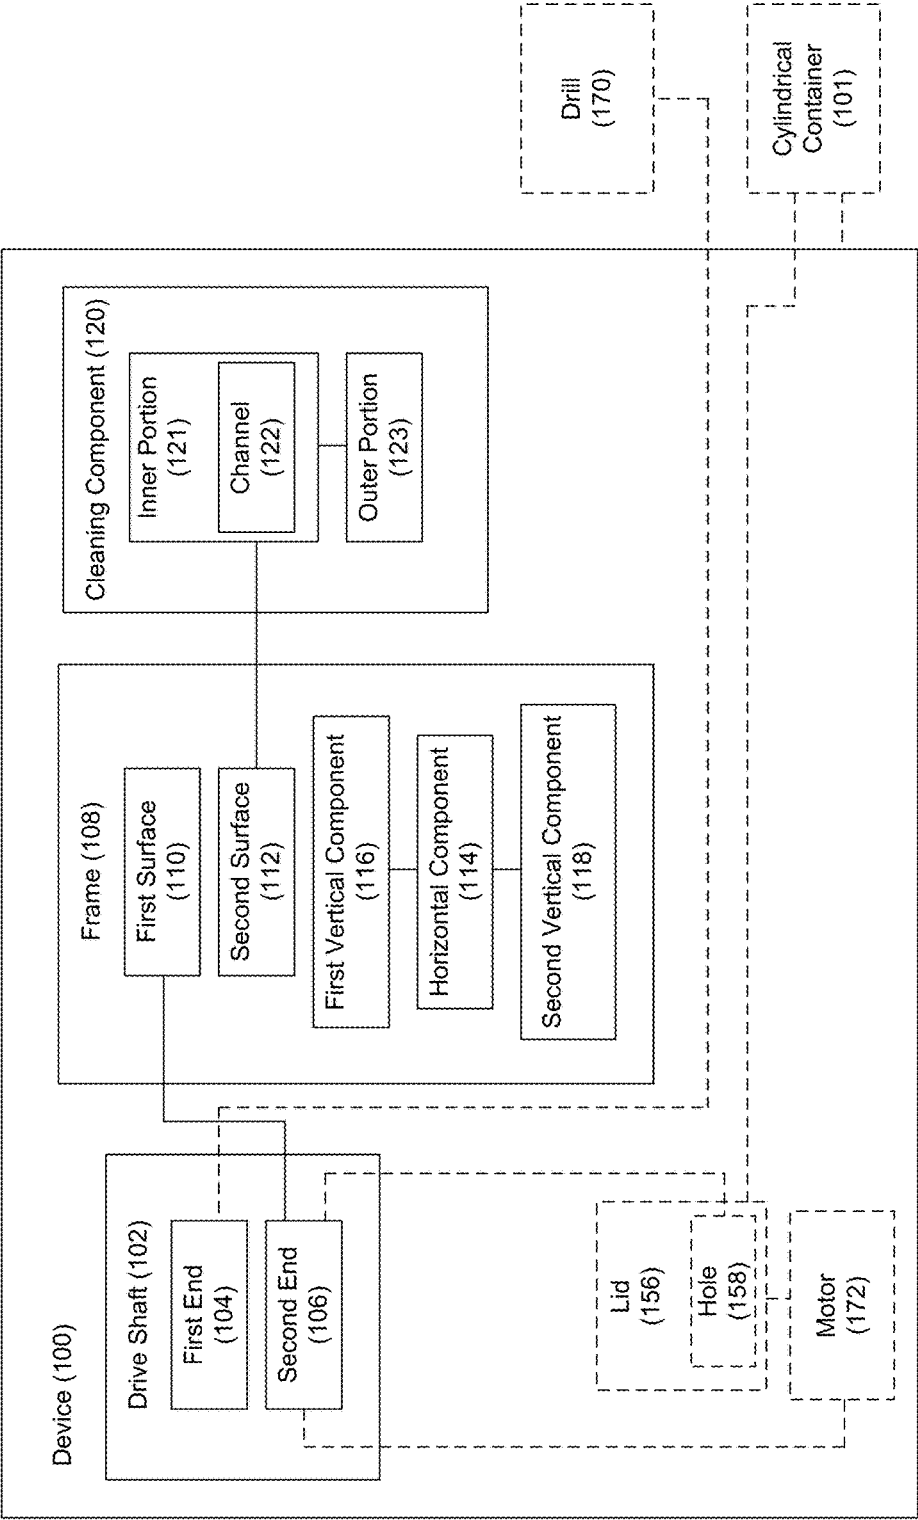 Device (100)
Drive Shaft (102)
First End
(104)
Second End
(106)
Lid
(156)
Hole
(158)
Motor
(172)
Frame (108)
First Surface
(110)
Second Surface
(112)
First Vertical Component
(116)
Horizontal Component
(114)
Second Vertical Component
(118)
Cleaning Component (120)
Inner Portion
(121)
Channel
(122)
Outer Portion
(123)
Drill
(170)
Cylindrical
Container
(101)